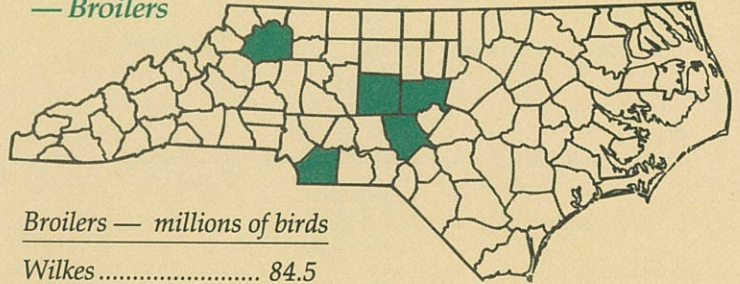 — Broilers
Broilers — millions of birds
Wilkes ........................ 84.5